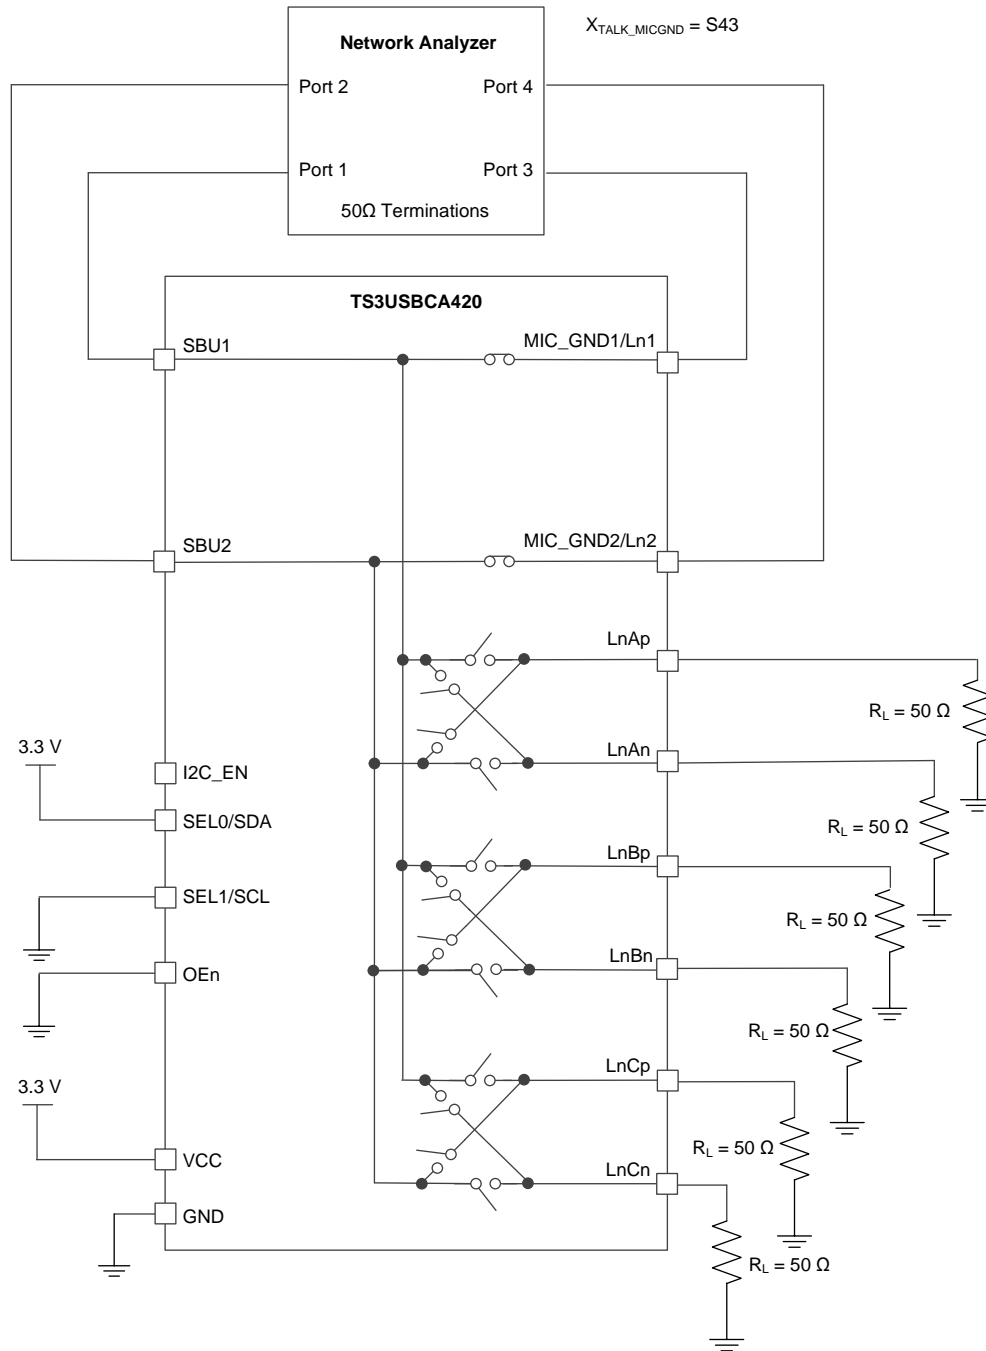 X_TALK_MICGND = S43
Network Analyzer
Port 2 Port 4
Port 1 Port 3
50Ω Terminations
TS3USBCA420
SBU1 MIC_GND1/Ln1
SBU2 MIC_GND2/Ln2
LnAp
R_L = 50 Ω
LnAn
3.3 V
I2C_EN
SEL0/SDA
R_L = 50 Ω
LnBp
SEL1/SCL
R_L = 50 Ω
LnBn
OEn
R_L = 50 Ω
LnCp
3.3 V
R_L = 50 Ω
VCC
LnCn
GND
R_L = 50 Ω